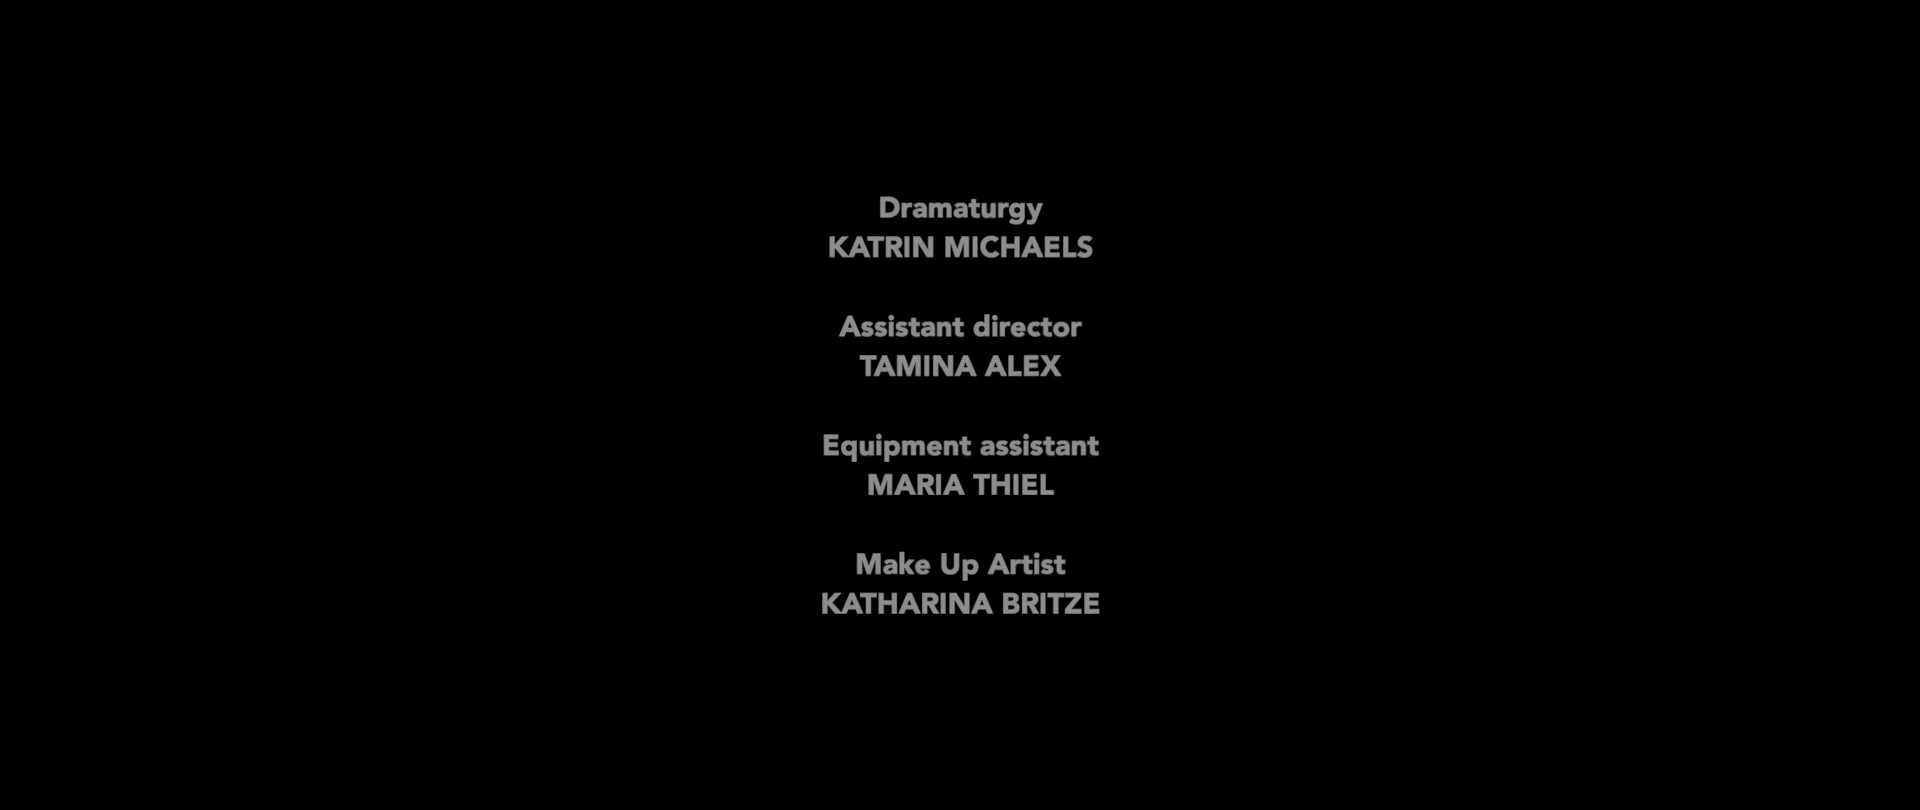 Dramaturgy
KATRIN MICHAELS
Assistant director
TAMINA ALEX
Equipment assistant
MARIA THIEL
Make Up Artist
KATHARINA BRITZE